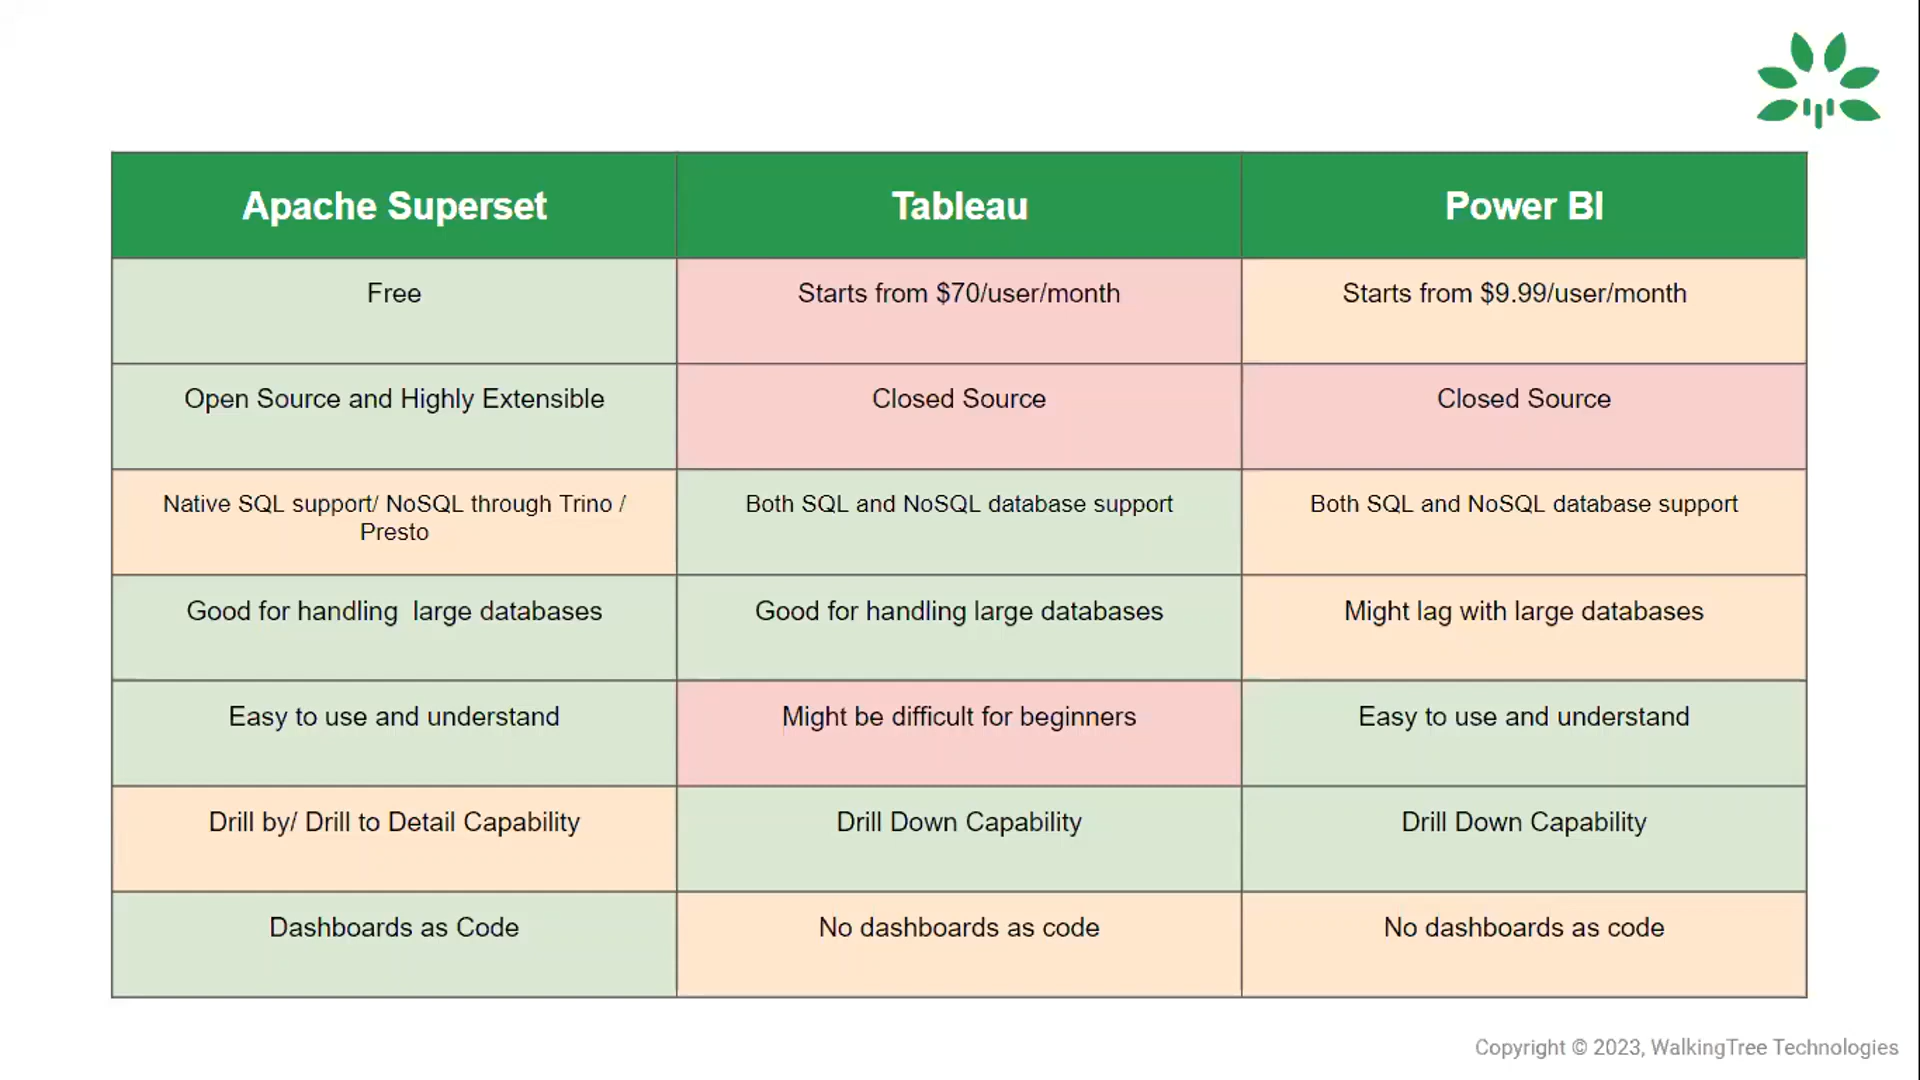 Apache Superset
Tableau
Power BI
Free
Starts from $70/user/month
Starts from $9.99/user/month
Open Source and Highly Extensible
Closed Source
Closed Source
Native SQL support/ NoSQL through Trino /
Presto
Both SQL and NoSQL database support
Both SQL and NoSQL database support
Good for handling  large databases
Good for handling large databases
Might lag with large databases
Easy to use and understand
Might be difficult for beginners
Easy to use and understand
Drill by/ Drill to Detail Capability
Drill Down Capability
Drill Down Capability
Dashboards as Code
No dashboards as code
No dashboards as code
Copyright © 2023, WalkingTree Technologies